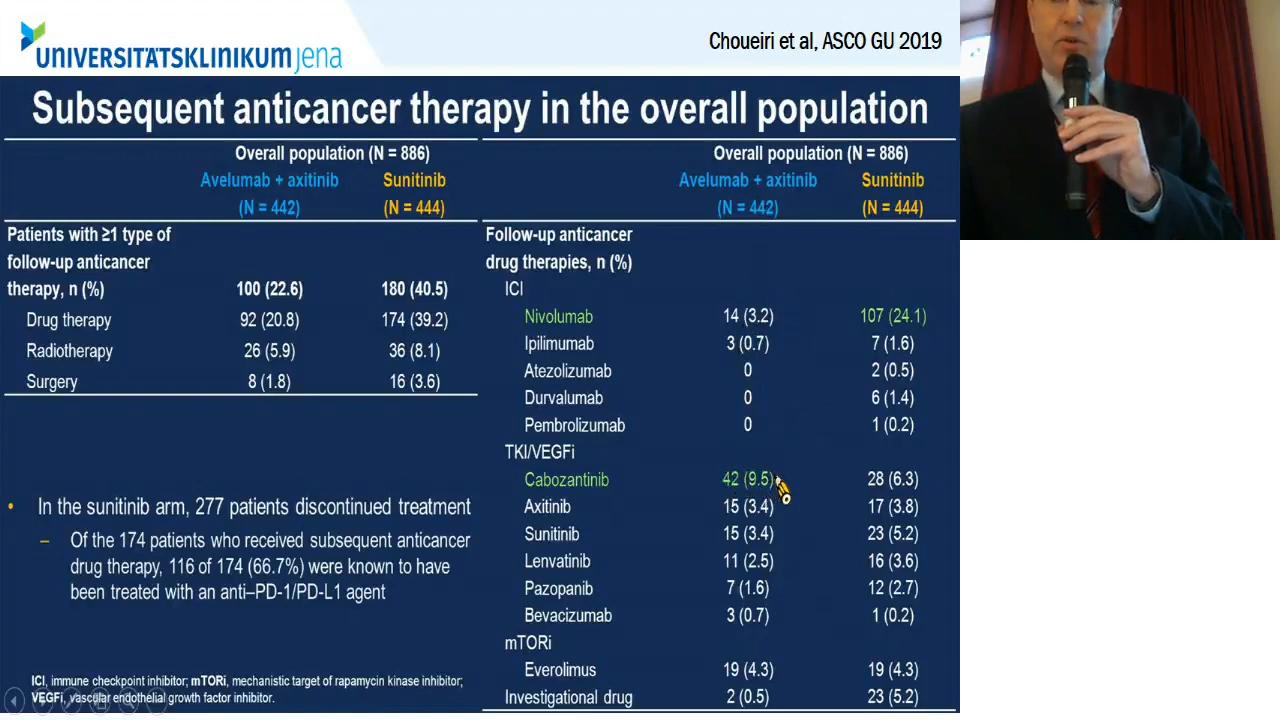 UNIVERSITÄTSKLINIKUM jena
Choueiri et al, ASCO GU 2019
Subsequent anticancer therapy in the overall population
Overall population (N = 886)
Avelumab + axitinib Sunitinib
(N = 442) (N = 444)
Patients with ≥1 type of
follow-up anticancer
therapy, n (%) 100 (22.6) 180 (40.5)
Drug therapy 92 (20.8) 174 (39.2)
Radiotherapy 26 (5.9) 36 (8.1)
Surgery 8 (1.8) 16 (3.6)
• In the sunitinib arm, 277 patients discontinued treatment
– Of the 174 patients who received subsequent anticancer
drug therapy, 116 of 174 (66.7%) were known to have
been treated with an anti–PD-1/PD-L1 agent
Overall population (N = 886)
Avelumab + axitinib Sunitinib
(N = 442) (N = 444)
Follow-up anticancer
drug therapies, n (%)
ICI
Nivolumab 14 (3.2) 107 (24.1)
Ipilimumab 3 (0.7) 7 (1.6)
Atezolizumab 0 2 (0.5)
Durvalumab 0 6 (1.4)
Pembrolizumab 0 1 (0.2)
TKI/VEGFi
Cabozantinib 42 (9.5) 28 (6.3)
Axitinib 15 (3.4) 17 (3.8)
Sunitinib 15 (3.4) 23 (5.2)
Lenvatinib 11 (2.5) 16 (3.6)
Pazopanib 7 (1.6) 12 (2.7)
Bevacizumab 3 (0.7) 1 (0.2)
mTORi
Everolimus 19 (4.3) 19 (4.3)
Investigational drug 2 (0.5) 23 (5.2)
ICI, immune checkpoint inhibitor; mTORi, mechanistic target of rapamycin kinase inhibitor;
VEGFi, vascular endothelial growth factor inhibitor.